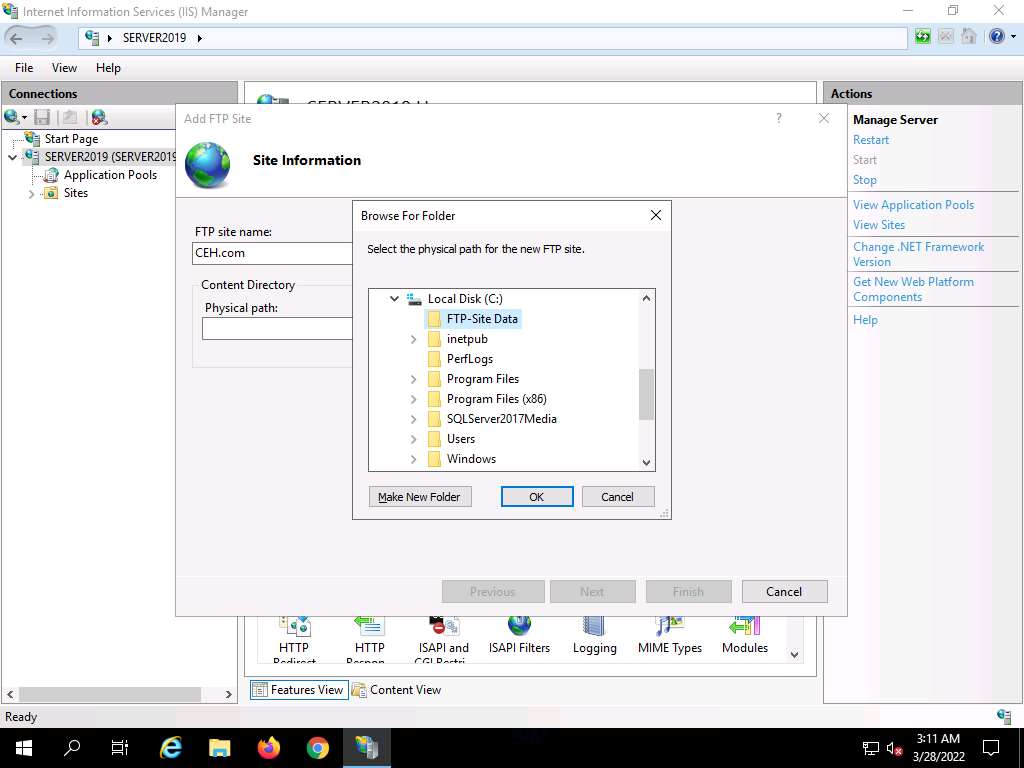 Internet Information Services (IIS) Manager
SERVER2019
File View Help
Connections
Start Page
SERVER2019 (SERVER2019
Application Pools
Sites
Add FTP Site
?
Site Information
FTP site name:
CEH.com
Content Directory
Physical path:
Browse For Folder
Select the physical path for the new FTP site.
Local Disk (C:)
FTP-Site Data
inetpub
PerfLogs
Program Files
Program Files (x86)
SQLServer2017Media
Users
Windows
Make New Folder OK Cancel
Previous Next Finish Cancel
HTTP HTTP ISAPI and ISAPI Filters Logging MIME Types Modules
Redirect Respon CGI Restri
Features View Content View
Actions
Manage Server
Restart
Start
Stop
View Application Pools
View Sites
Change .NET Framework
Version
Get New Web Platform
Components
Help
Ready
3:11 AM
3/28/2022